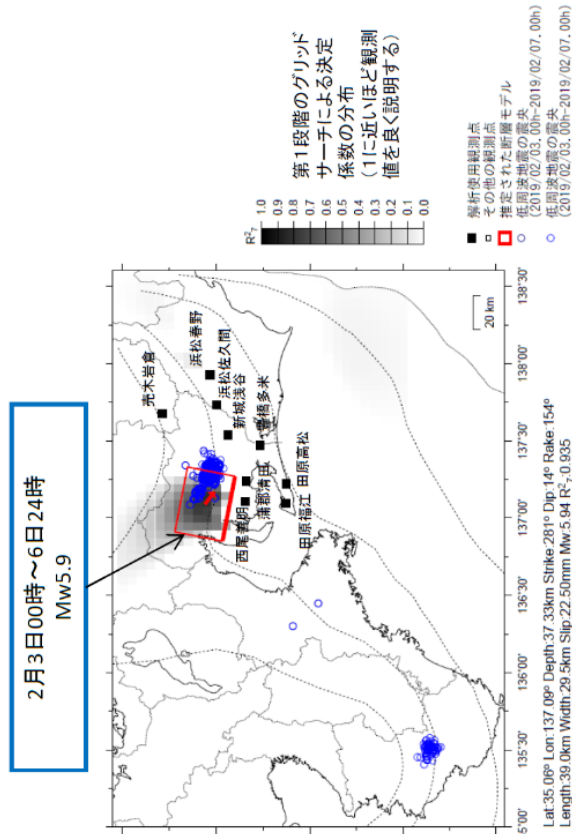 2月3日00時～6日24時
Mw5.9
第1段階のグリッド
サーチによる決定
係数の分布
(1に近いほど観測
値を良く説明する)
R²₇
1.0
0.9
0.8
0.7
0.6
0.5
0.4
0.3
0.2
0.1
0.0
解析使用観測点
その他の観測点
推定された断層モデル
低周波地震の震央
(2019/02/03.00h-2019/02/07.00h)
低周波地震の震央
(2019/02/03.00h-2019/02/07.00h)
売木岩倉
浜松春野
浜松佐久間
新城浅谷
豊橋多米
西尾善明
蒲郡清田
田原福江
田原高松
20 km
5°00'
135°30'
136°00'
136°30'
137°00'
137°30'
138°00'
138°30'
Lat:35.06° Lon:137.09° Depth:37.33km Strike:281° Dip:14° Rake:154°
Length:39.0km Width:29.5km Slip:22.50mm Mw:5.94 R²₇:0.935